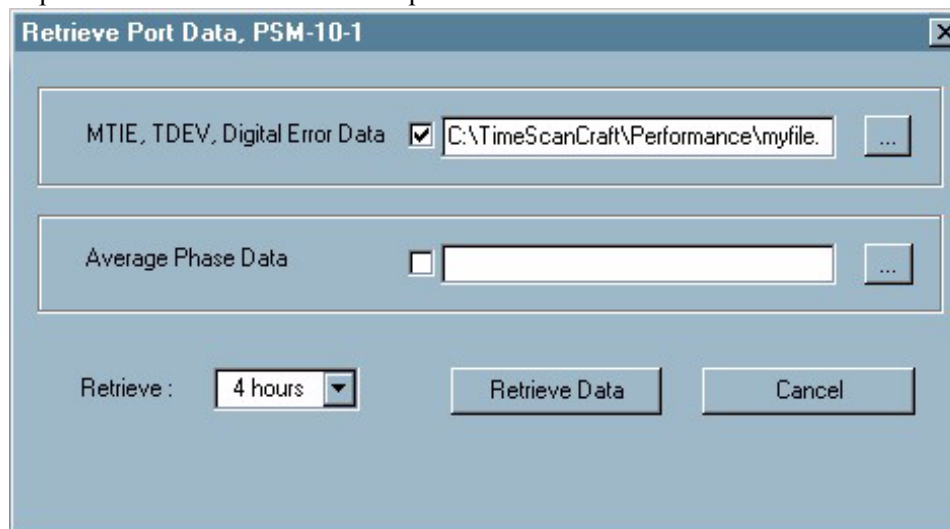 Retrieve Port Data, PSM-10-1
MTIE, TDEV, Digital Error Data C:\TimeScanCraft\Performance\myfile. ...
Average Phase Data ...
Retrieve : 4 hours Retrieve Data Cancel